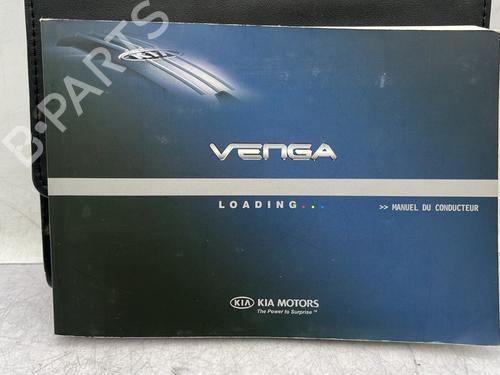 KIA
VENGA
LOADING...
>> MANUEL DU CONDUCTEUR
KIA KIA MOTORS
The Power to Surprise™
B-PARTS